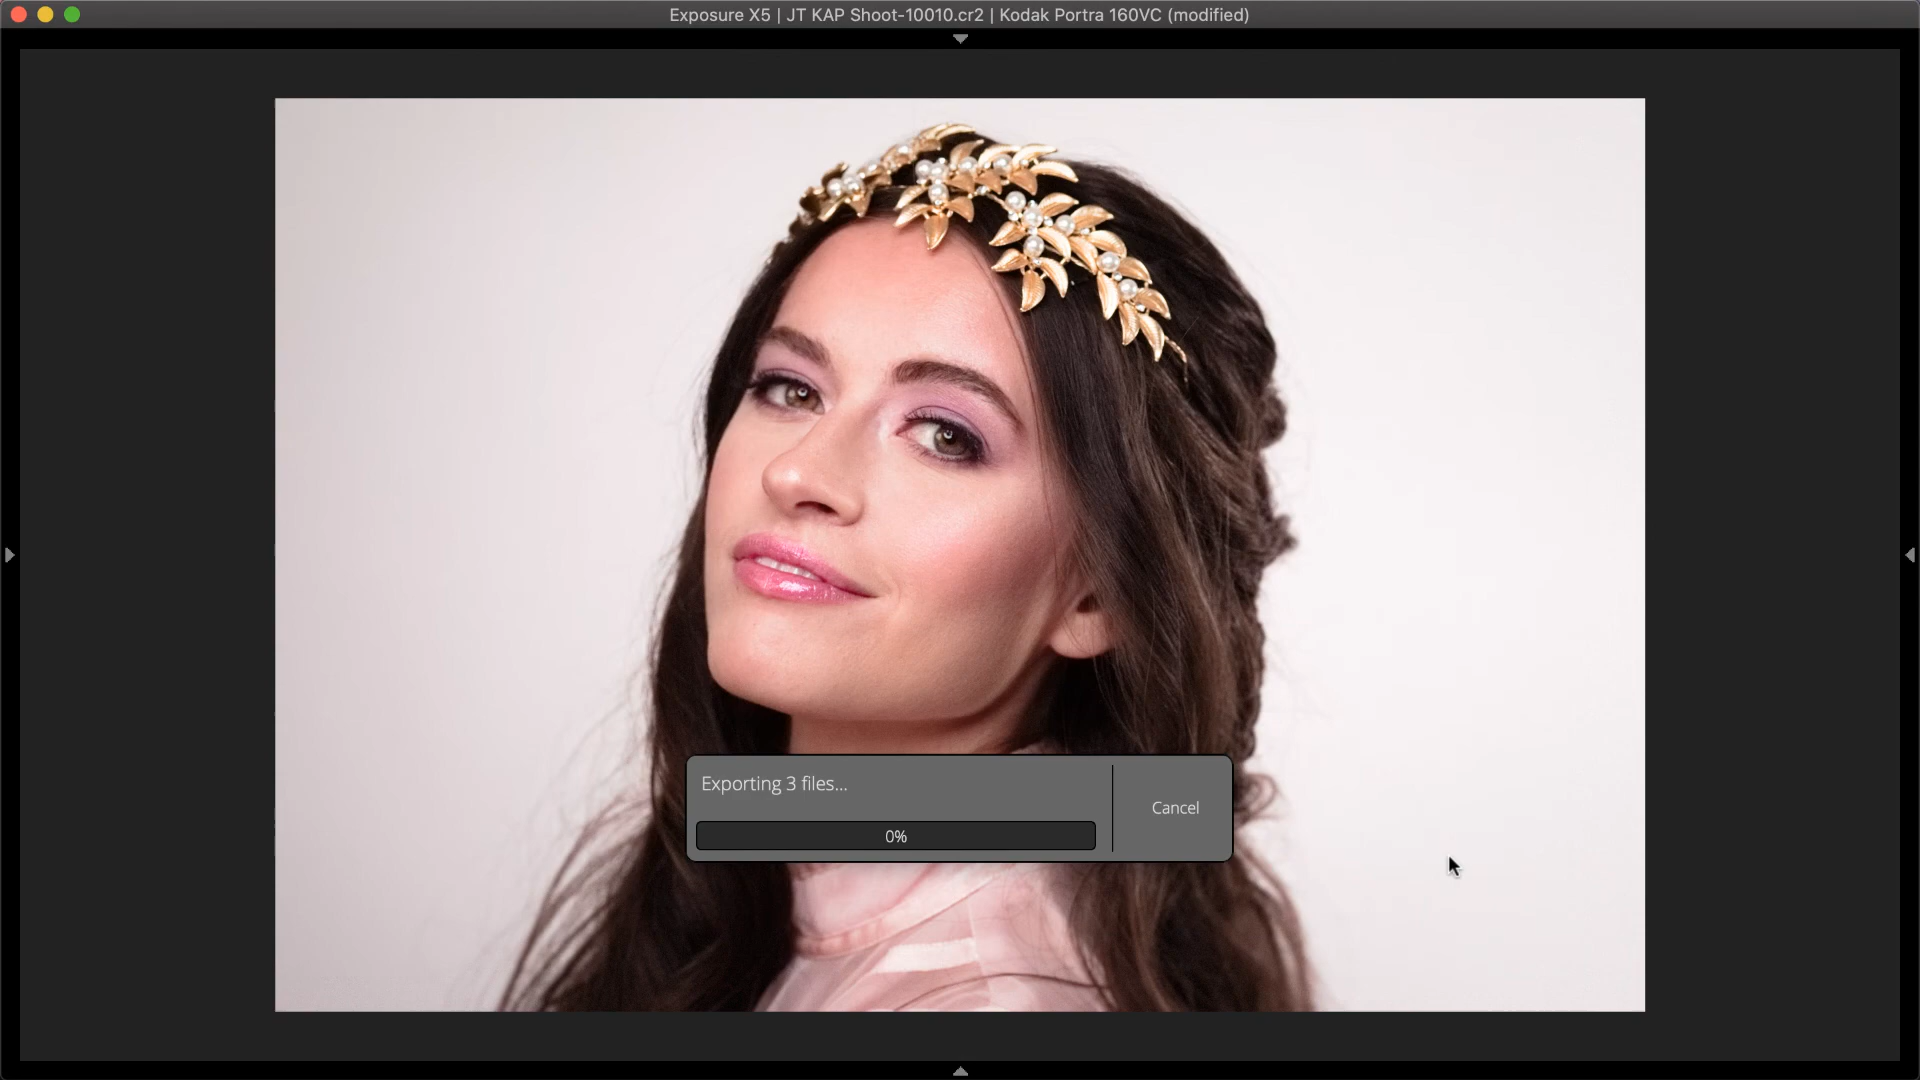 Exposure X5 | JT KAP Shoot-10010.cr2 | Kodak Portra 160VC (modified)
Exporting 3 files...
Cancel
0%